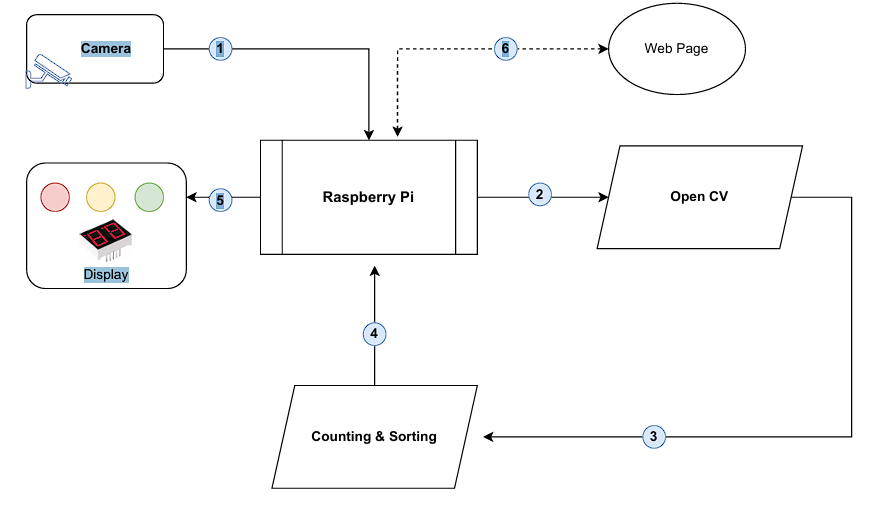 Camera
1
6
Web Page
5
Raspberry Pi
2
Open CV
Display
4
Counting & Sorting
3